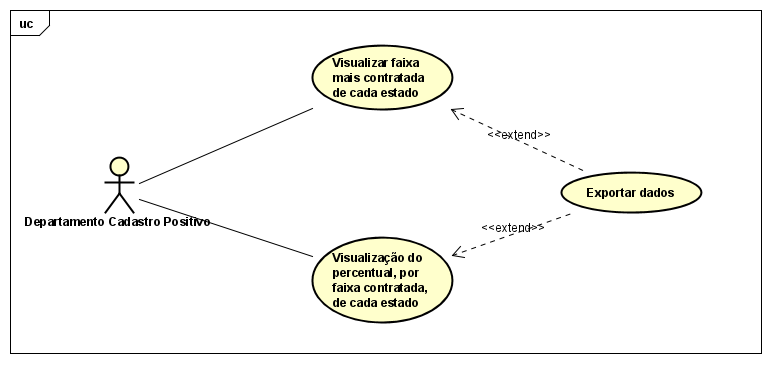 uc
Visualizar faixa
mais contratada
de cada estado
<<extend>>
Exportar dados
Departamento Cadastro Positivo
<<extend>>
Visualização do
percentual, por
faixa contratada,
de cada estado